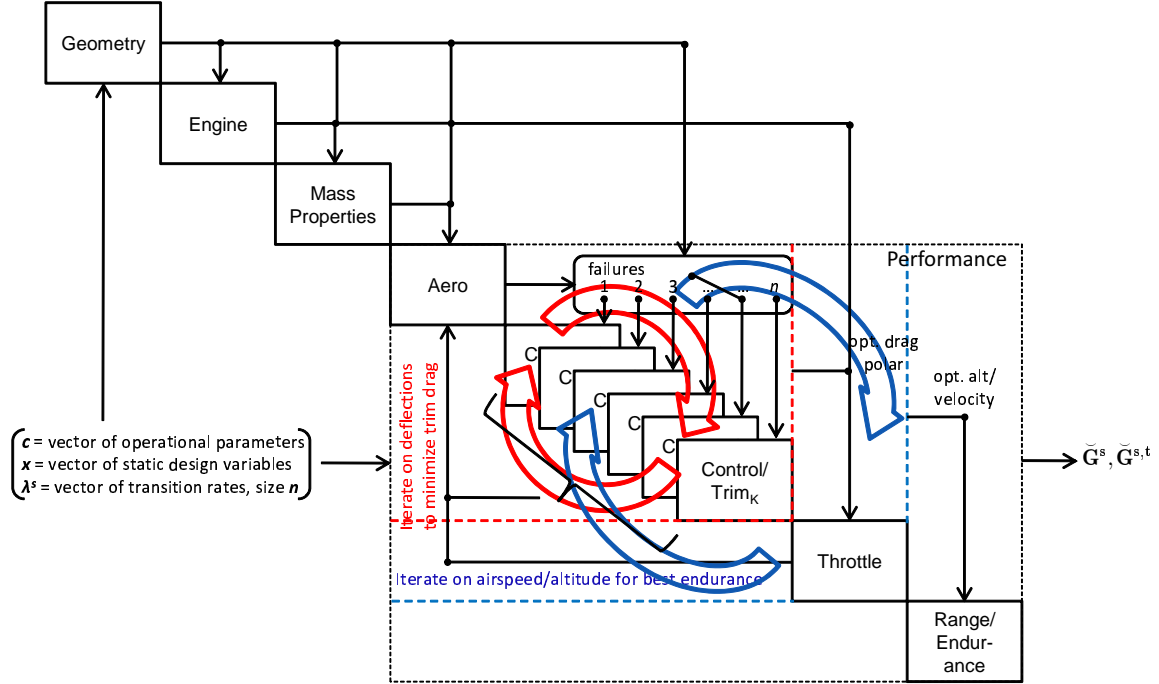 Geometry
Engine
Mass
Properties
Aero
failures
1 2 3 ... ... n
Performance
C
C
C
C
C
Control/
Trim_K
opt. drag
polar
opt. alt/
velocity
Iterate on deflections
to minimize trim drag
c = vector of operational parameters
x = vector of static design variables
λ^s = vector of transition rates, size n
Ğ^s, Ğ^s,t
Throttle
Iterate on airspeed/altitude for best endurance
Range/
Endur-
ance